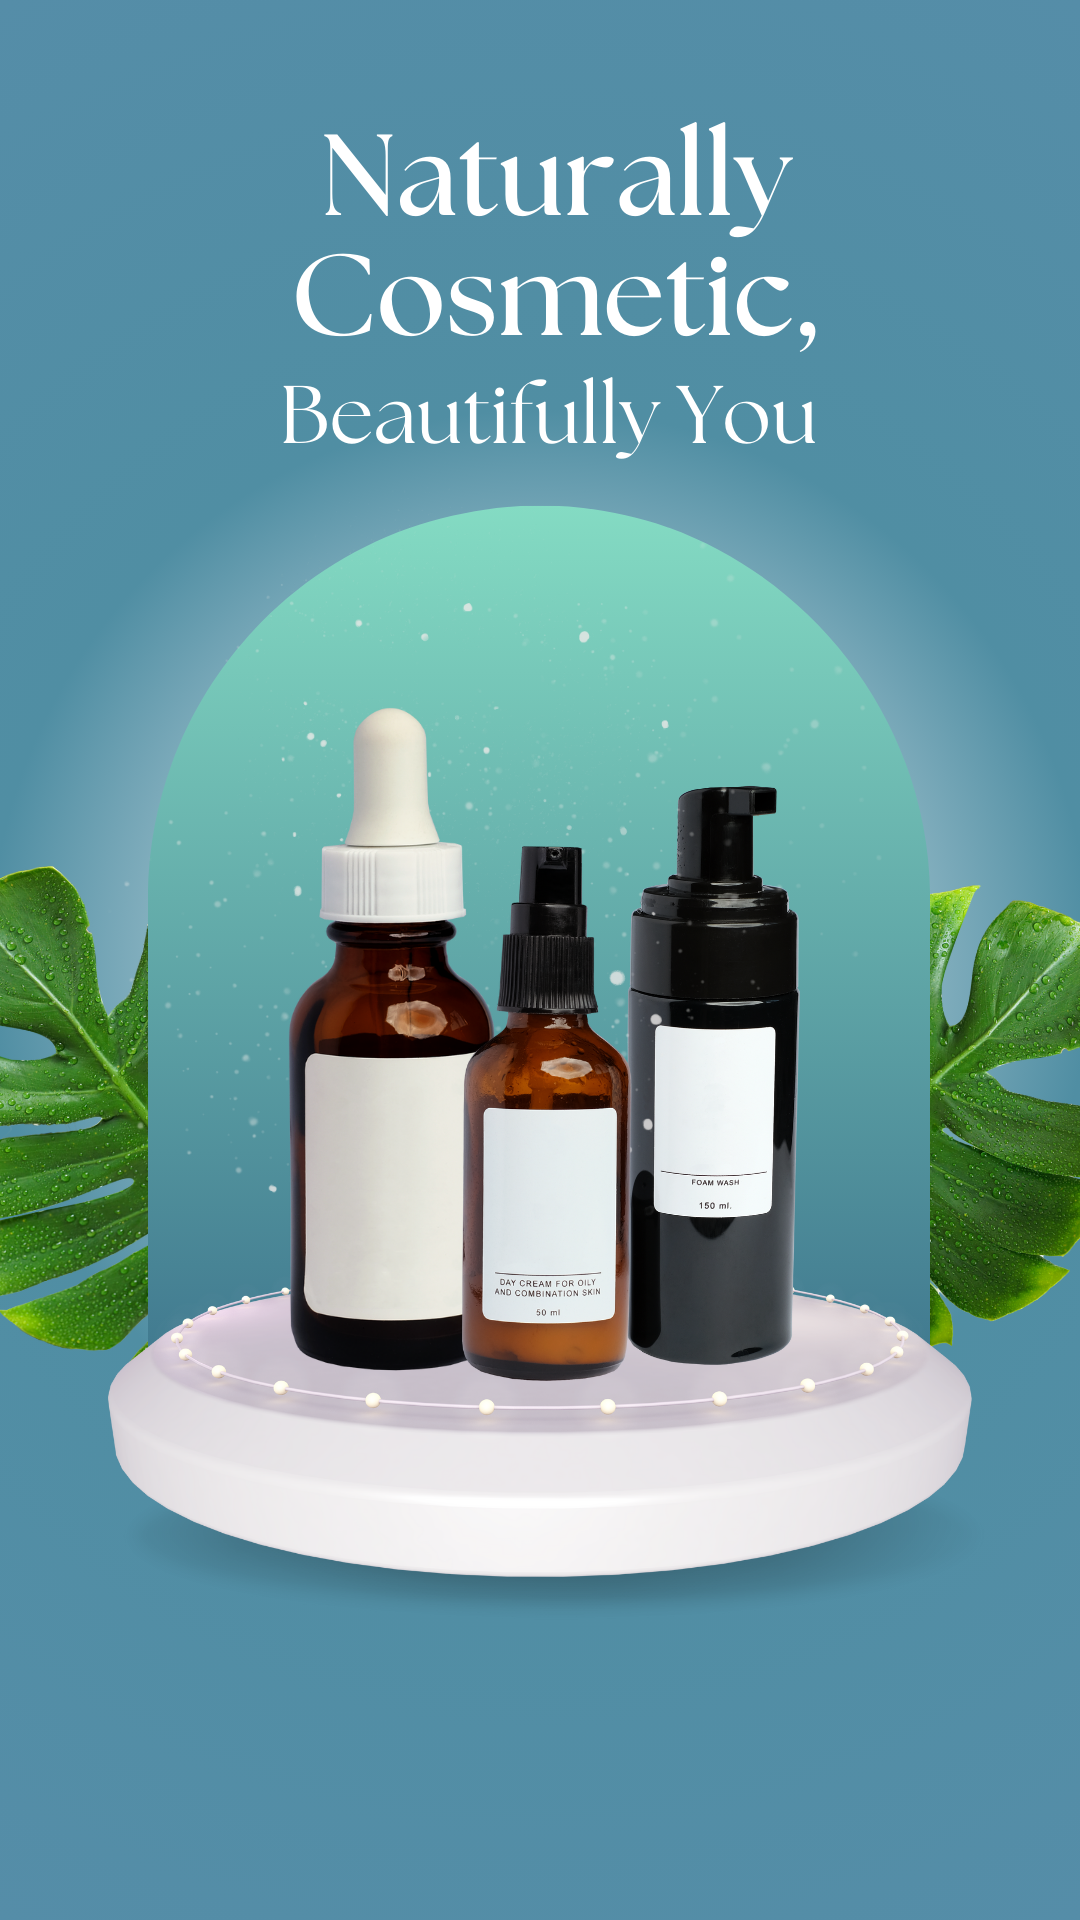 Naturally
Cosmetic,
Beautifully You
DAY CREAM FOR OILY
AND COMBINATION SKIN
50 ml
FOAM WASH
150 ml.